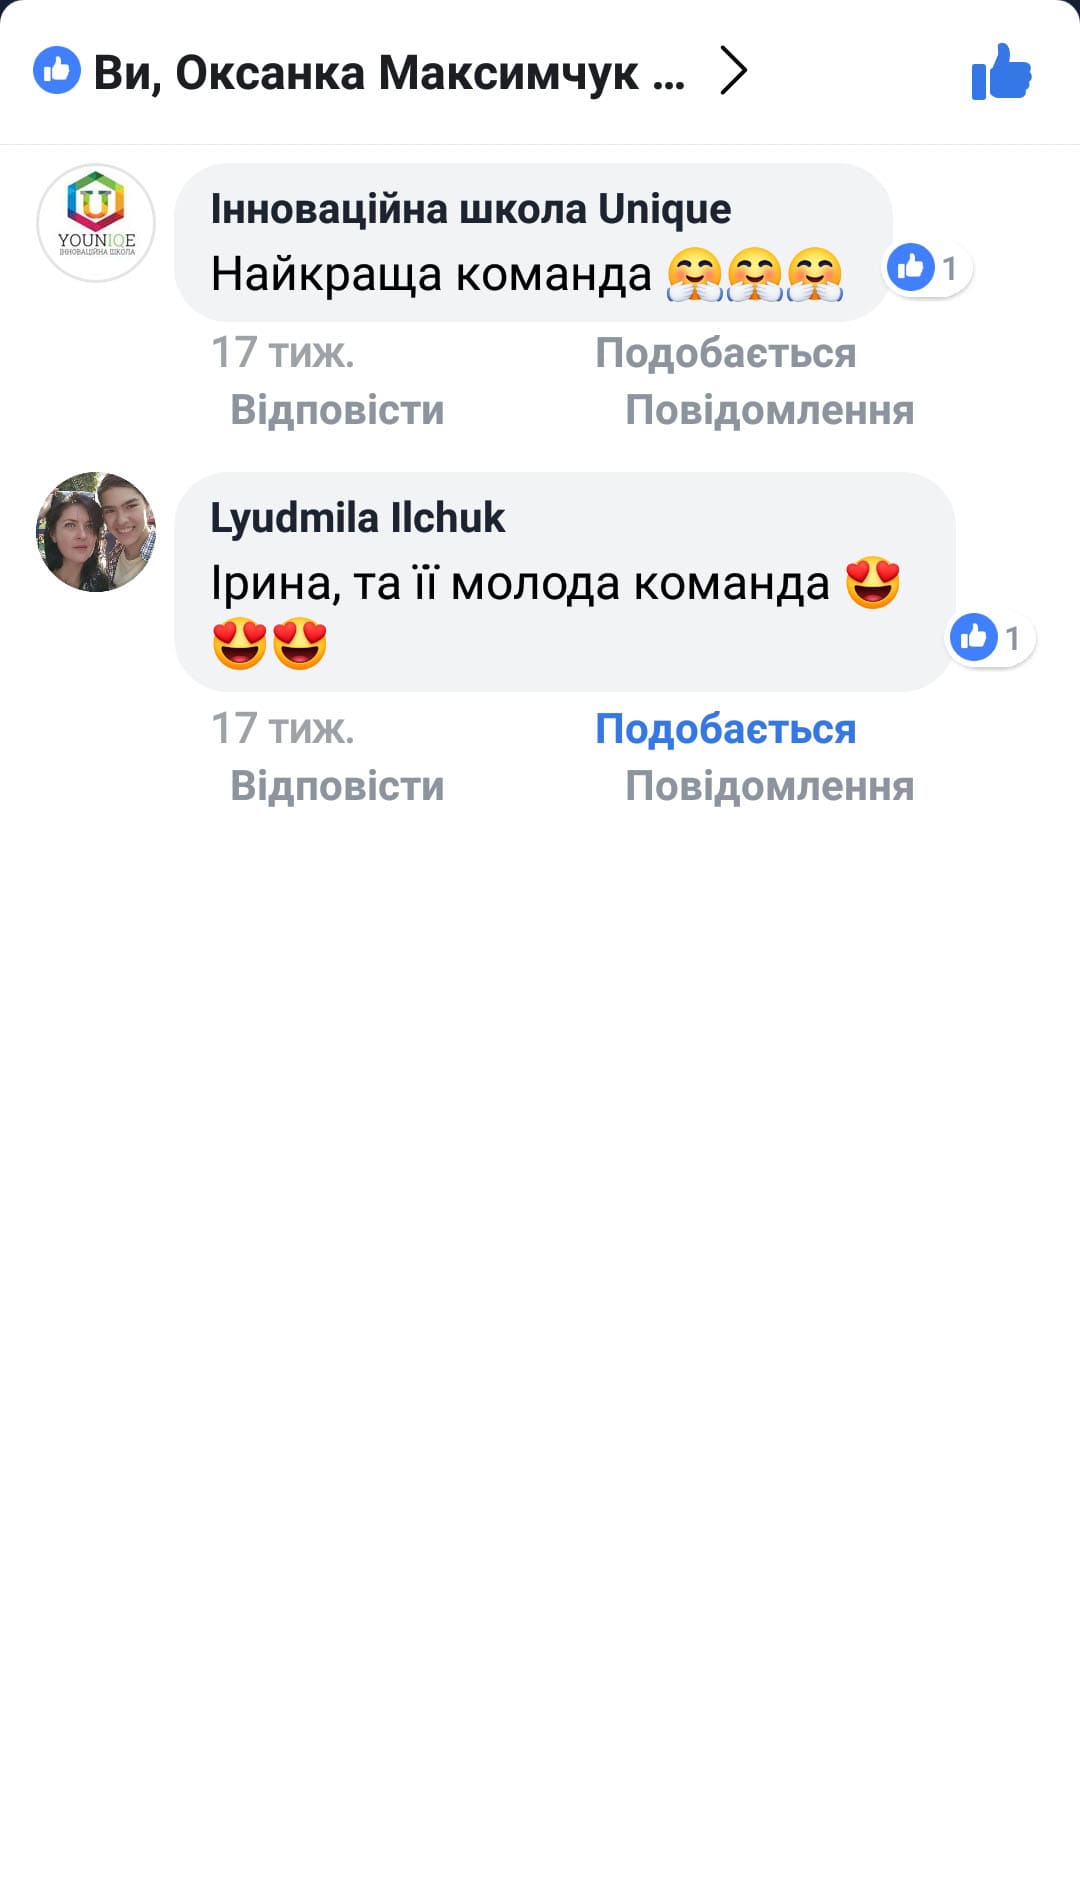 Ви, Оксанка Максимчук ...
YOUNIQE
ІННОВАЦІЙНА ШКОЛА
Інноваційна школа Unique
Найкраща команда 🤗🤗🤗
1
17 тиж. Подобається
Відповісти Повідомлення
Lyudmila Ilchuk
Ірина, та її молода команда 😍
😍😍
1
17 тиж. Подобається
Відповісти Повідомлення